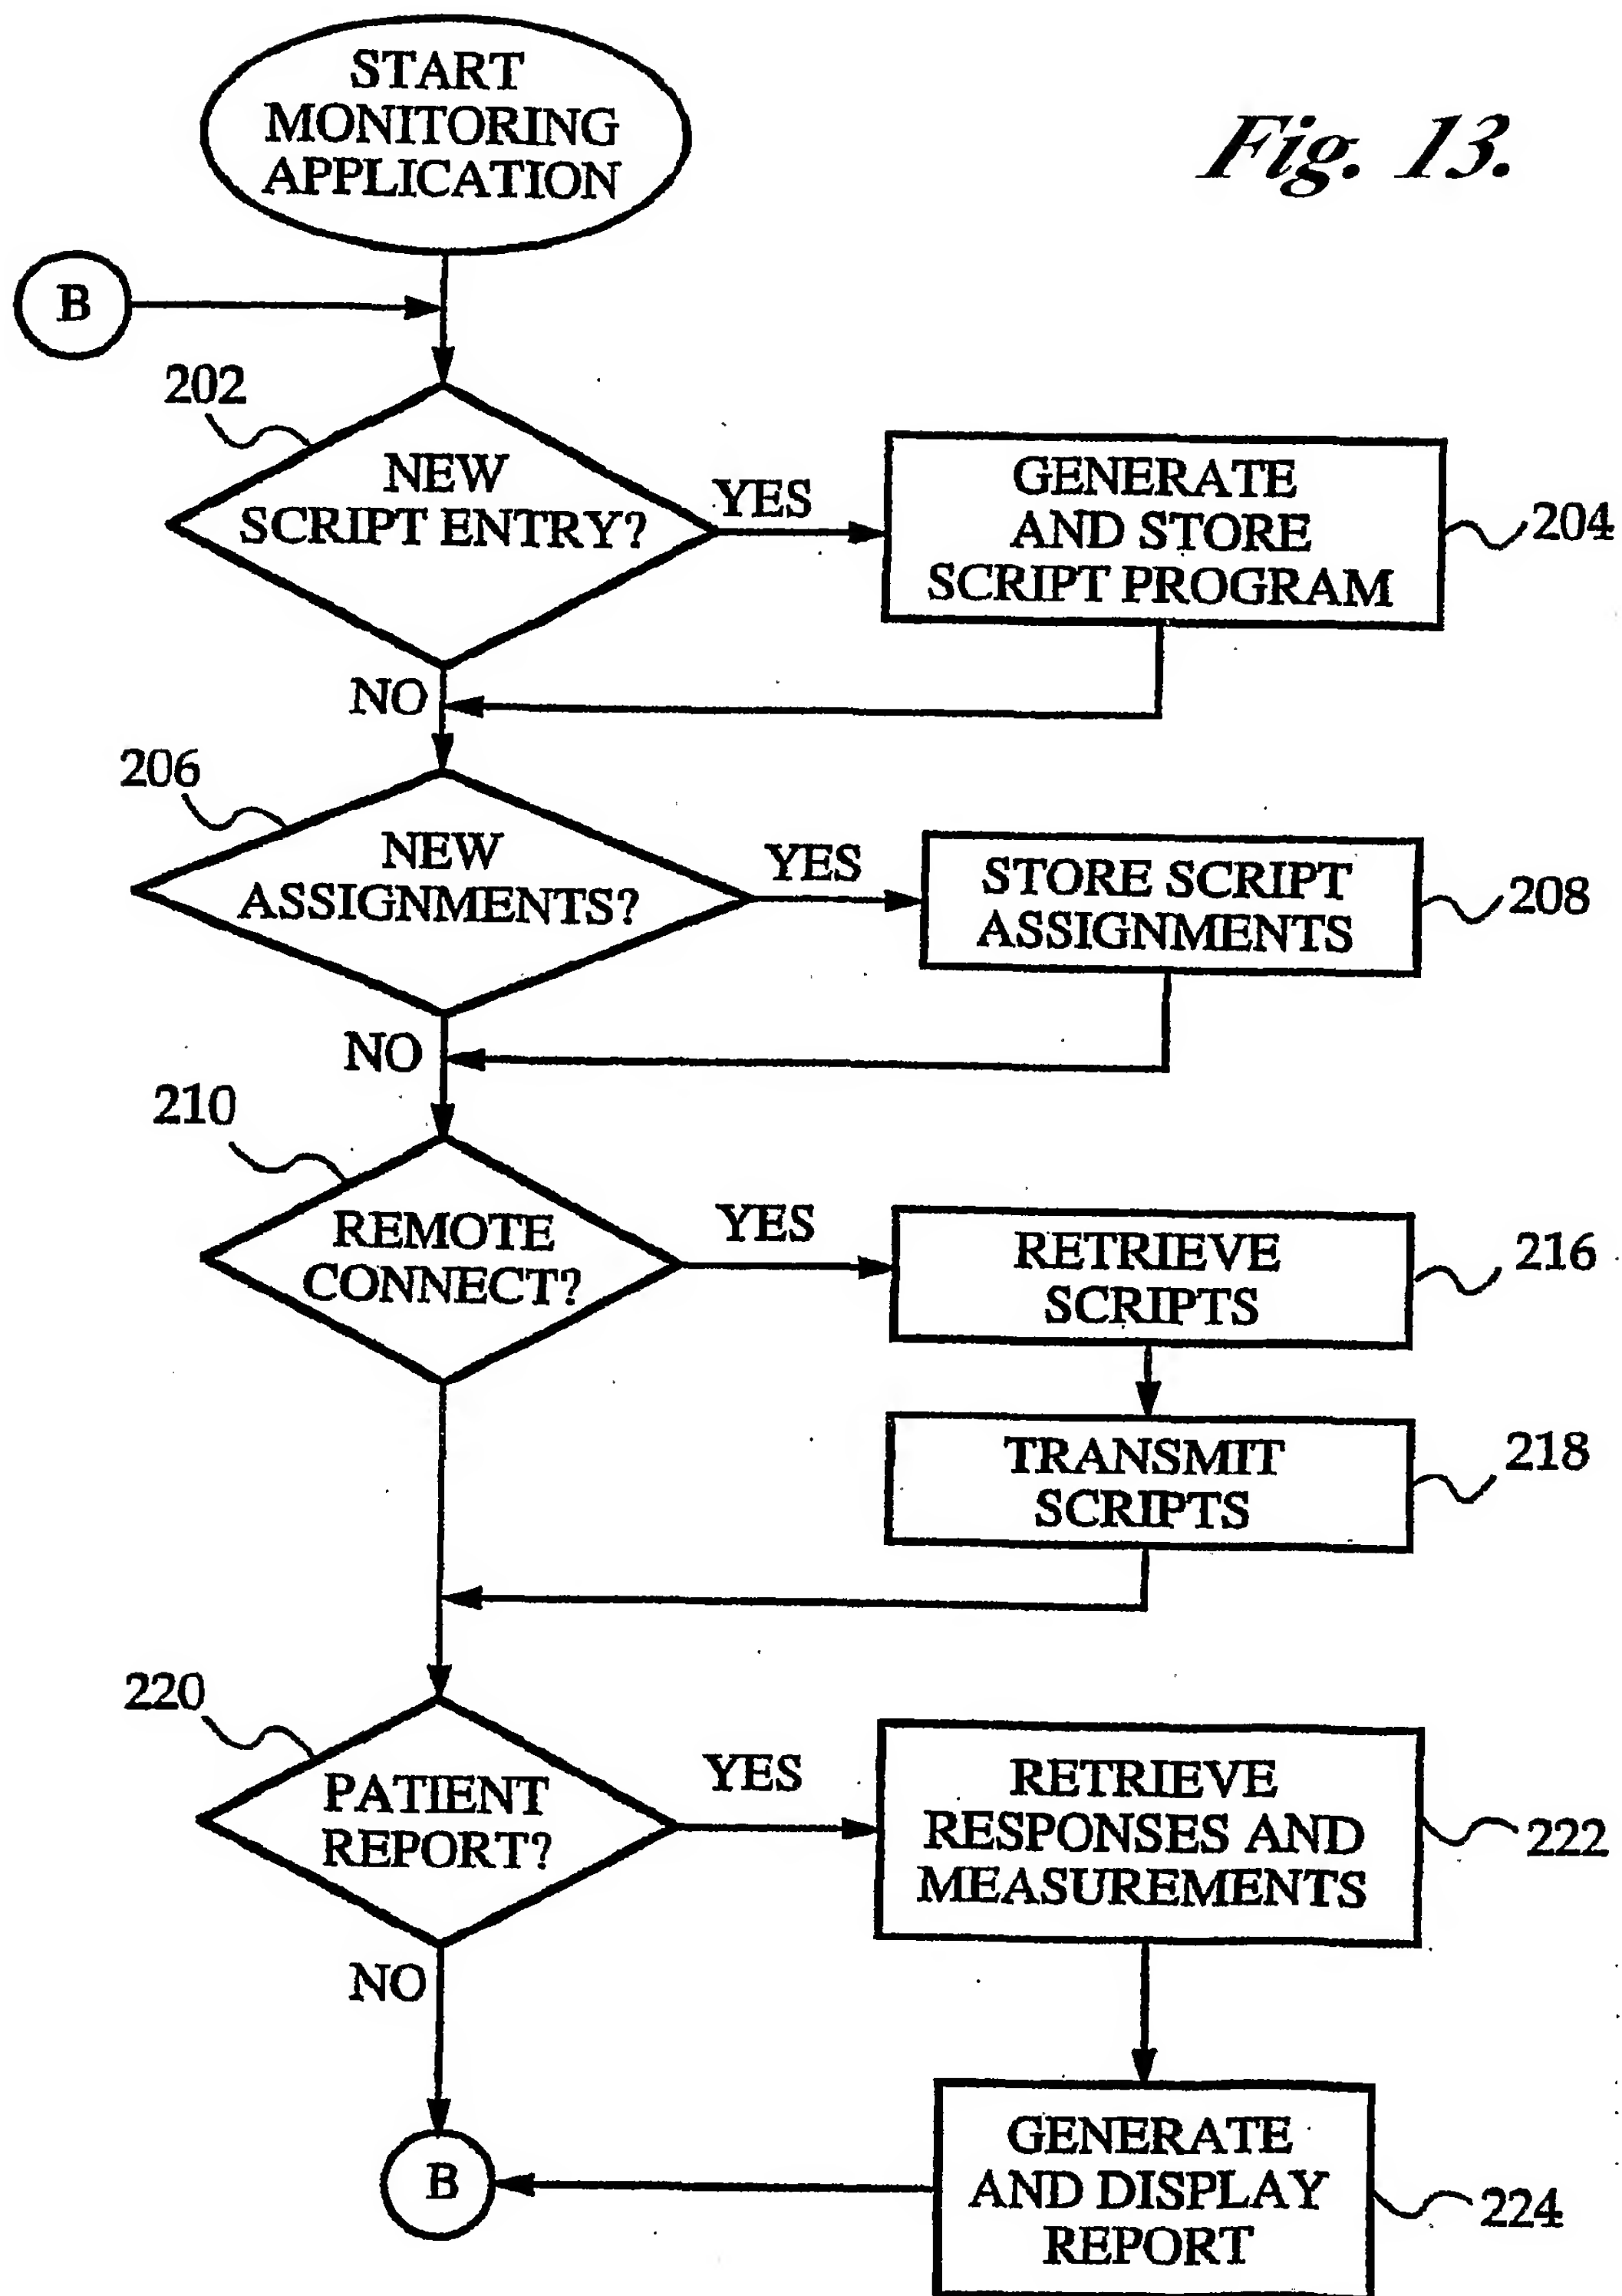 START
MONITORING
APPLICATION
Fig. 13.
B
202
NEW
SCRIPT ENTRY?
YES
GENERATE
AND STORE
SCRIPT PROGRAM
204
NO
206
NEW
ASSIGNMENTS?
YES
STORE SCRIPT
ASSIGNMENTS
208
NO
210
REMOTE
CONNECT?
YES
RETRIEVE
SCRIPTS
216
TRANSMIT
SCRIPTS
218
220
PATIENT
REPORT?
YES
RETRIEVE
RESPONSES AND
MEASUREMENTS
222
NO
B
GENERATE
AND DISPLAY
REPORT
224